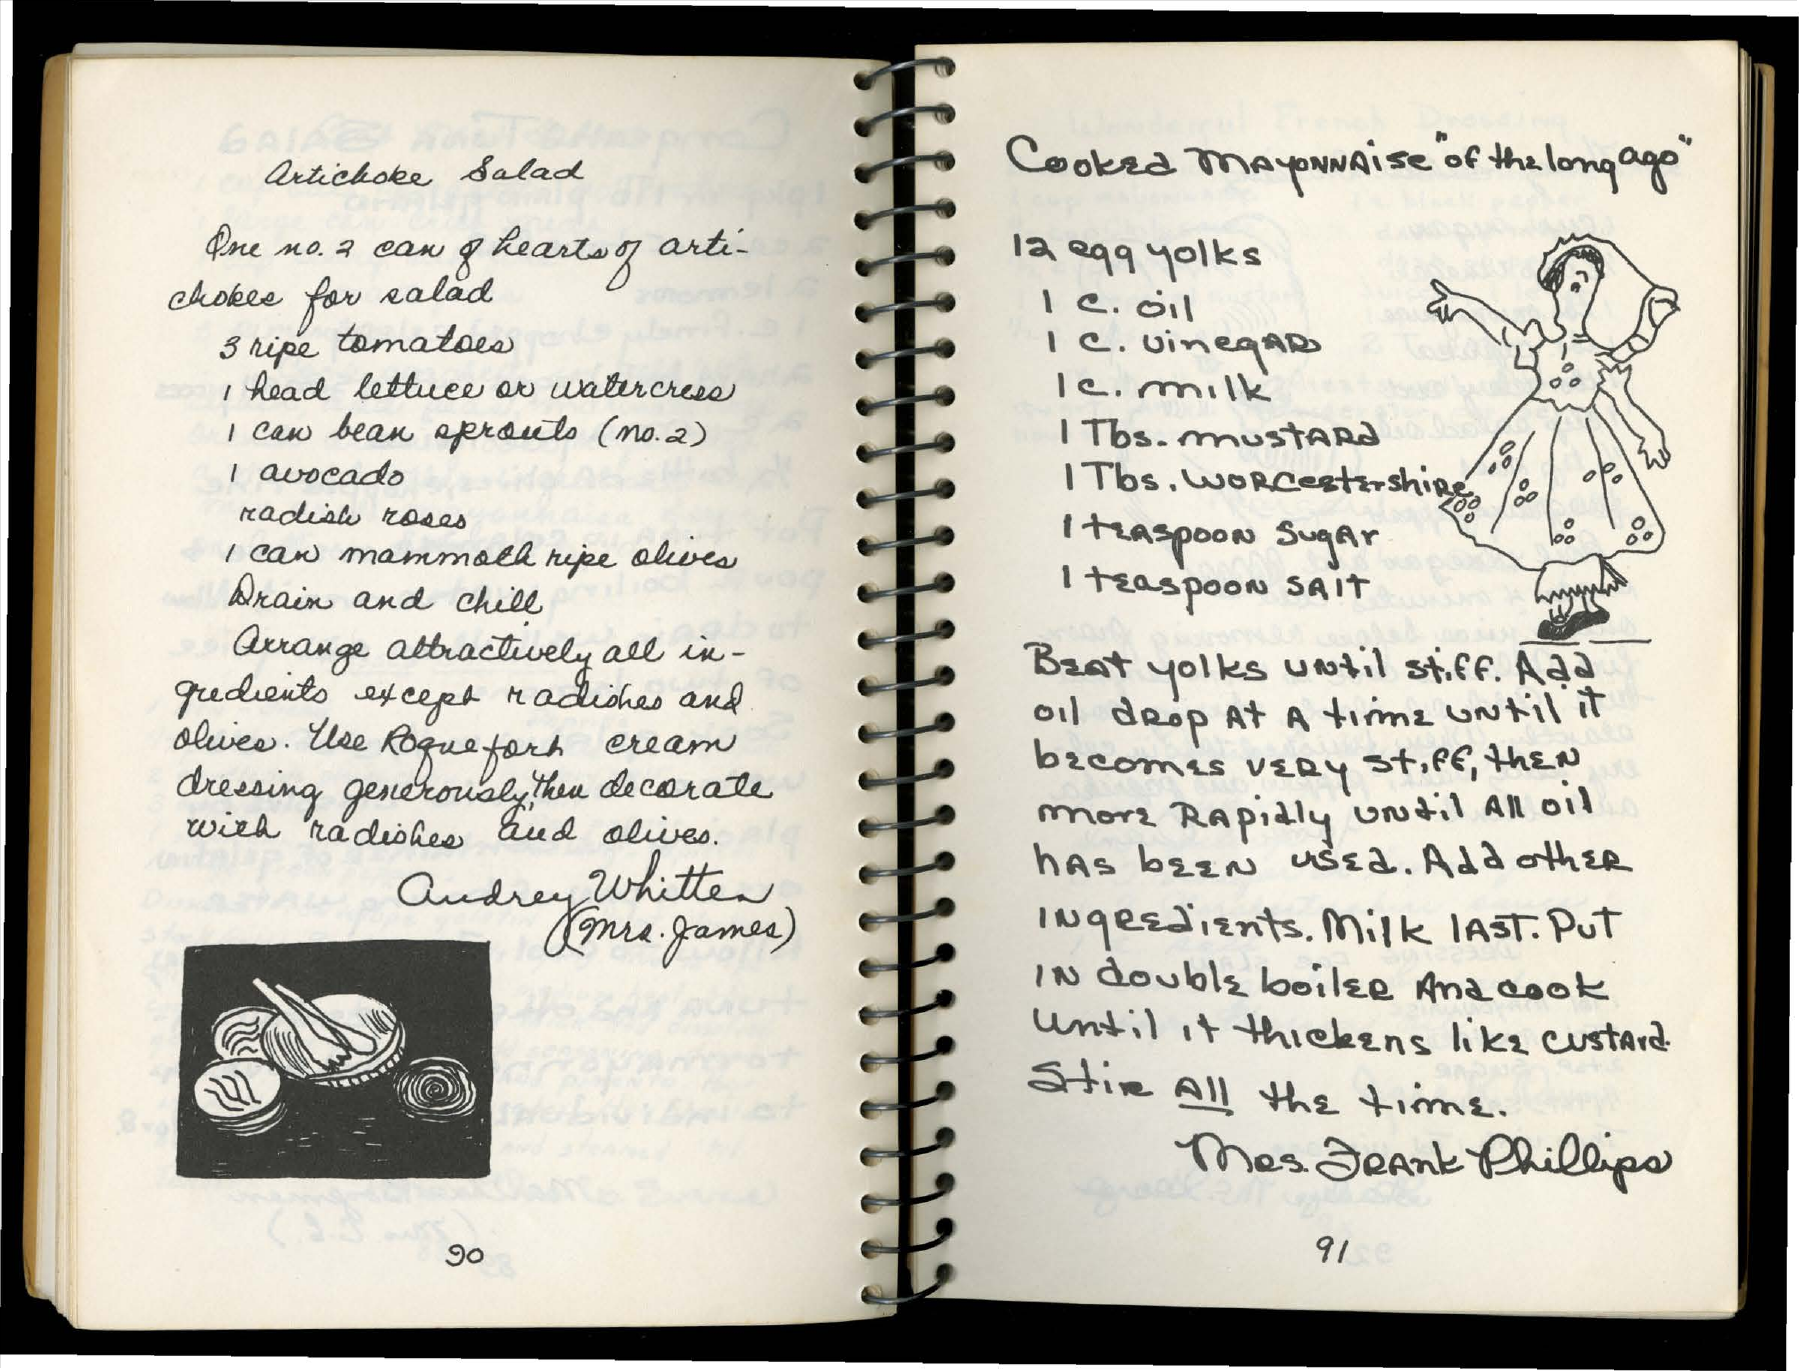 Artichoke Salad
One no. 2 can of hearts of arti-
chokes for salad
3 ripe tomatoes
1 head lettuce or watercress
1 can bean sprouts (no. 2)
1 avocado
radish roses
1 can mammoth ripe olives
Drain and chill
Arrange attractively all in-
gredients except radishes and
olives. Use Roquefort cream
dressing generously, then decorate
with radishes and olives.
Audrey Whitten
(Mrs. James)
90
Cooked Mayonnaise "of the long ago"
12 egg yolks
1 c. oil
1 c. vinegar
1 c. milk
1 Tbs. mustard
1 Tbs. Worcestershire
1 teaspoon sugar
1 teaspoon salt
Beat yolks until stiff. Add
oil drop at a time until it
becomes very stiff, then
more rapidly until all oil
has been used. Add other
ingredients. Milk last. Put
in double boiler and cook
until it thickens like custard.
Stir all the time.
Mrs. Frank Phillips
91